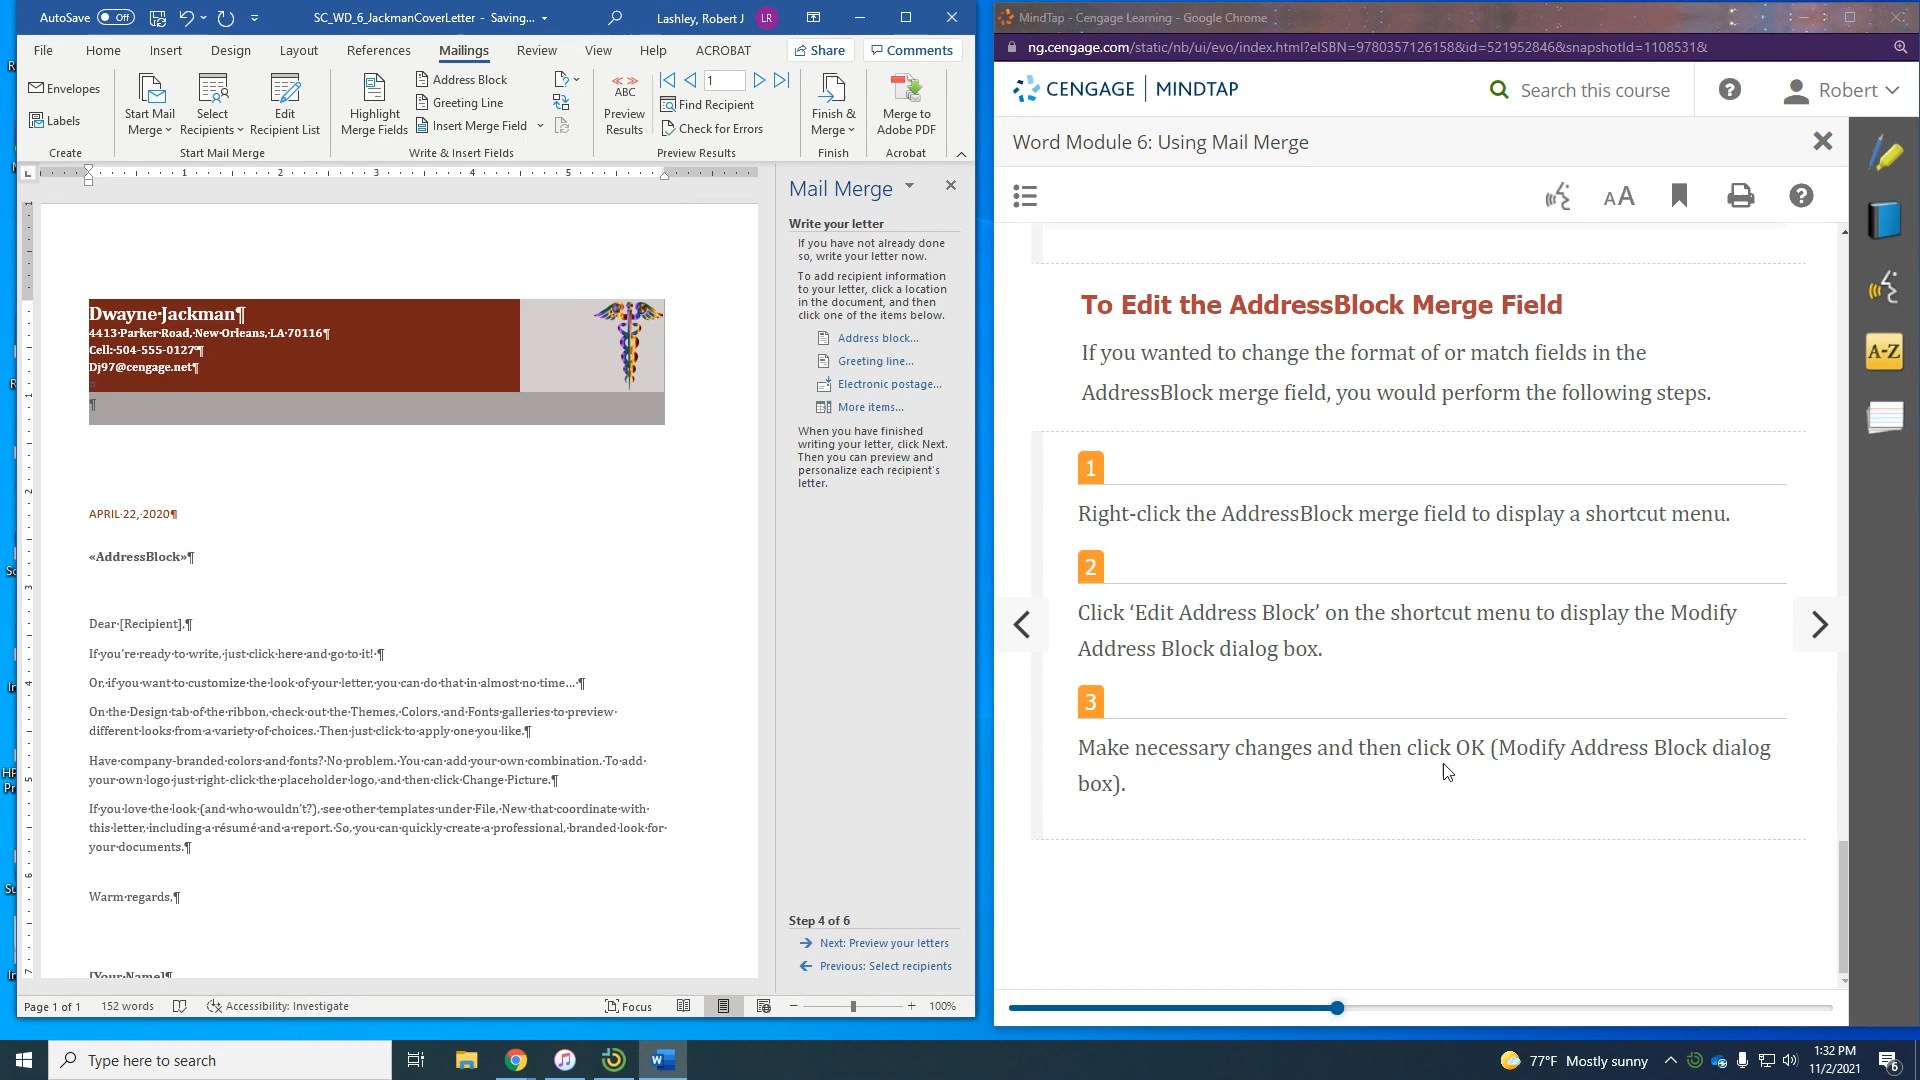 AutoSave Off
SC_WD_6_JackmanCoverLetter - Saving...
Lashley, Robert J LR
File Home Insert Design Layout References Mailings Review View Help ACROBAT Share Comments
Envelopes
Labels
Create
Start Mail Merge
Select Recipients
Edit Recipient List
Start Mail Merge
Highlight Merge Fields
Address Block
Greeting Line
Insert Merge Field
Write & Insert Fields
ABC
Preview Results
1
Find Recipient
Check for Errors
Preview Results
Finish & Merge
Finish
Merge to Adobe PDF
Acrobat
Dwayne·Jackman¶
4413·Parker·Road,·New·Orleans,·LA·70116¶
Cell:·504-555-0127¶
Dj97@cengage.net¶
¶
APRIL·22,·2020¶
«AddressBlock»¶
Dear·[Recipient],¶
If·you're·ready·to·write,·just·click·here·and·go·to·it!·¶
Or,·if·you·want·to·customize·the·look·of·your·letter,·you·can·do·that·in·almost·no·time...·¶
On·the·Design·tab·of·the·ribbon,·check·out·the·Themes,·Colors,·and·Fonts·galleries·to·preview·
different·looks·from·a·variety·of·choices.·Then·just·click·to·apply·one·you·like.¶
Have·company-branded·colors·and·fonts?·No·problem.·You·can·add·your·own·combination.·To·add·
your·own·logo·just·right-click·the·placeholder·logo,·and·then·click·Change·Picture.¶
If·you·love·the·look·(and·who·wouldn't?),·see·other·templates·under·File,·New·that·coordinate·with·
this·letter,·including·a·résumé·and·a·report.·So,·you·can·quickly·create·a·professional,·branded·look·for·
your·documents.¶
Warm·regards,¶
[Your·Name]¶
Mail Merge
Write your letter
If you have not already done
so, write your letter now.
To add recipient information
to your letter, click a location
in the document, and then
click one of the items below.
Address block...
Greeting line...
Electronic postage...
More items...
When you have finished
writing your letter, click Next.
Then you can preview and
personalize each recipient's
letter.
Step 4 of 6
Next: Preview your letters
Previous: Select recipients
Page 1 of 1 152 words Accessibility: Investigate Focus 100%
MindTap - Cengage Learning - Google Chrome
ng.cengage.com/static/nb/ui/evo/index.html?eISBN=9780357126158&id=521952846&snapshotId=1108531&
CENGAGE | MINDTAP
Search this course
Robert
Word Module 6: Using Mail Merge
AA
A-Z
To Edit the AddressBlock Merge Field
If you wanted to change the format of or match fields in the
AddressBlock merge field, you would perform the following steps.
1
Right-click the AddressBlock merge field to display a shortcut menu.
2
Click ‘Edit Address Block’ on the shortcut menu to display the Modify
Address Block dialog box.
3
Make necessary changes and then click OK (Modify Address Block dialog
box).
Type here to search
77°F Mostly sunny
1:32 PM
11/2/2021
6